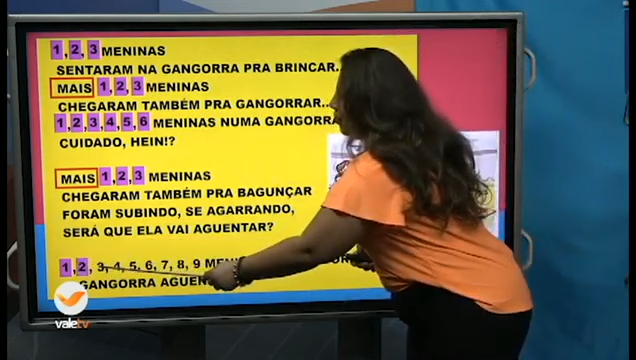 1,2,3 MENINAS
SENTARAM NA GANGORRA PRA BRINCAR.
MAIS 1,2,3 MENINAS
CHEGARAM TAMBÉM PRA GANGORRAR...
1,2,3,4,5,6 MENINAS NUMA GANGORRA
CUIDADO, HEIN!?
MAIS 1,2,3 MENINAS
CHEGARAM TAMBÉM PRA BAGUNÇAR
FORAM SUBINDO, SE AGARRANDO,
SERÁ QUE ELA VAI AGUENTAR?
1,2, 3, 4, 5, 6, 7, 8, 9
GANGORRA
valetv